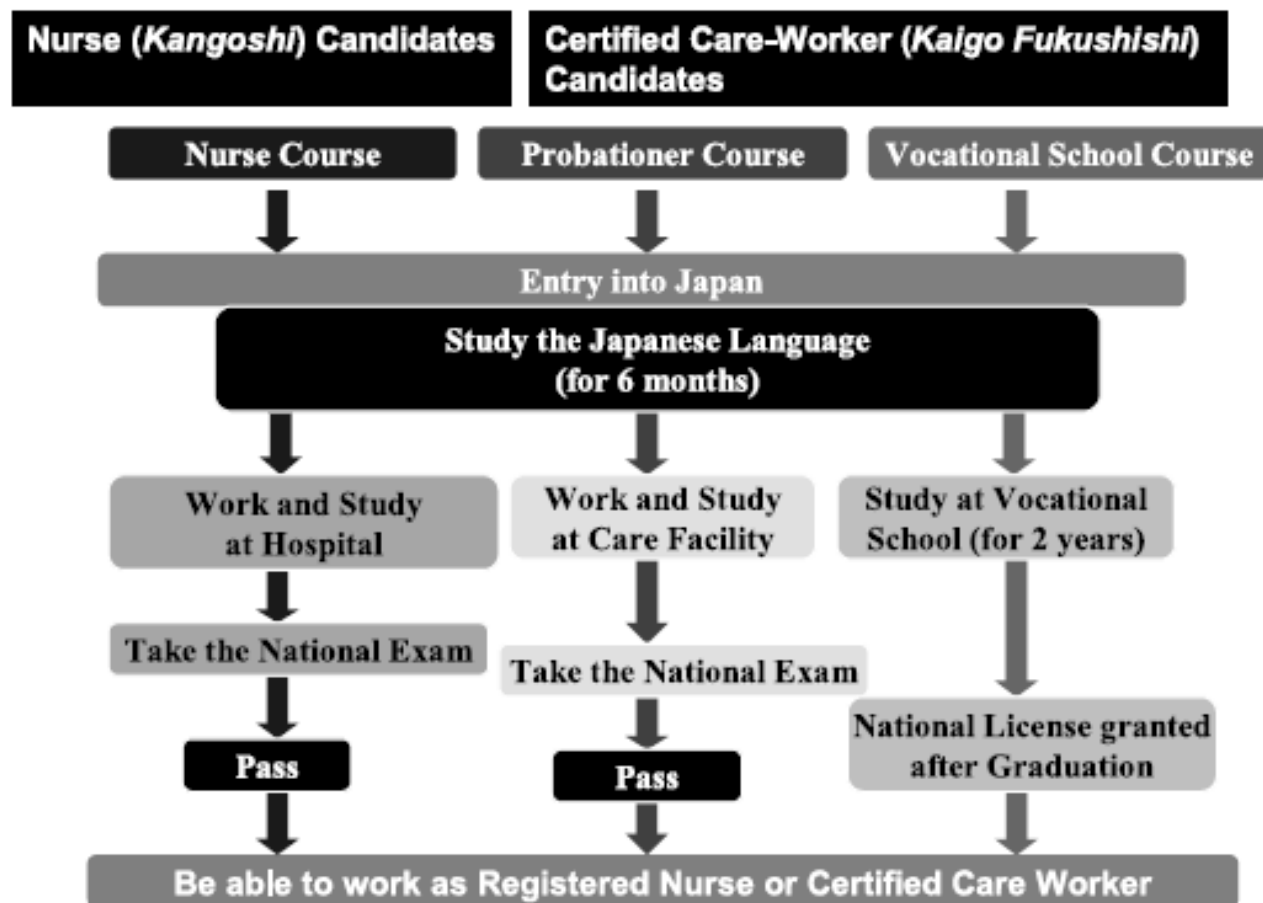 Nurse (Kangoshi) Candidates
Certified Care-Worker (Kaigo Fukushishi)
Candidates
Nurse Course
Probationer Course
Vocational School Course
Entry into Japan
Study the Japanese Language
(for 6 months)
Work and Study
at Hospital
Work and Study
at Care Facility
Study at Vocational
School (for 2 years)
Take the National Exam
Take the National Exam
National License granted
after Graduation
Pass
Pass
Be able to work as Registered Nurse or Certified Care Worker